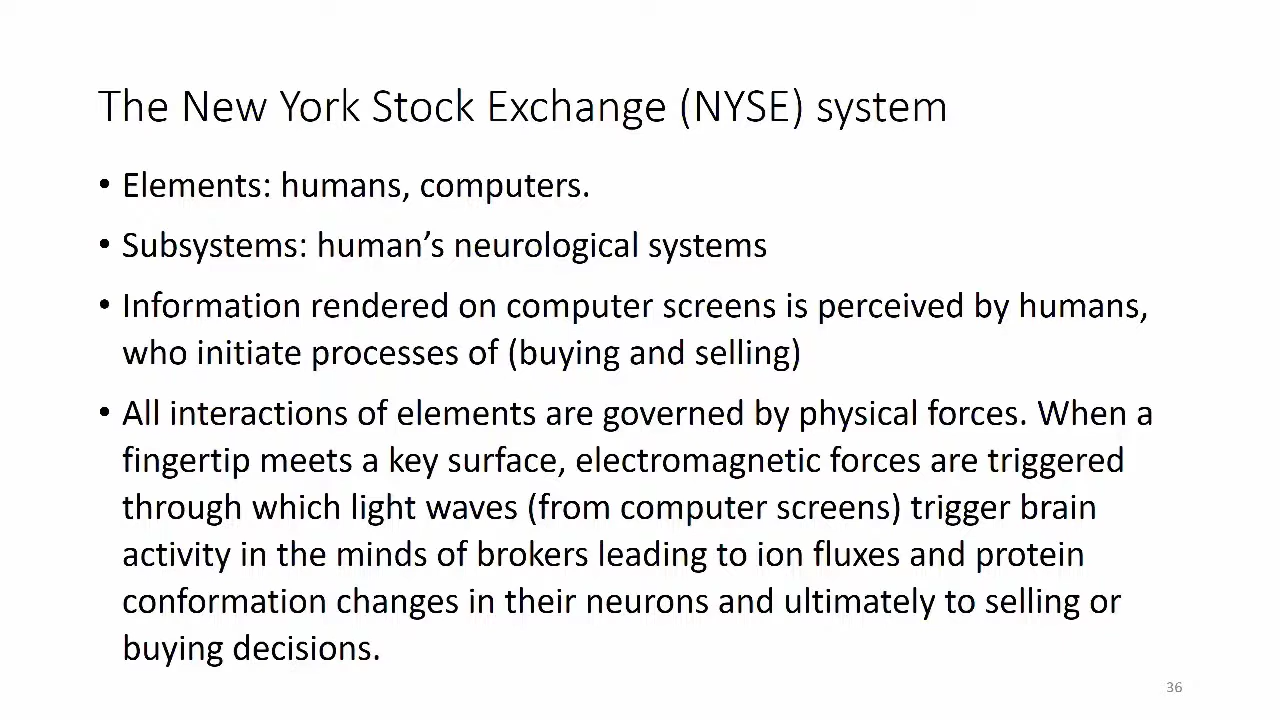 The New York Stock Exchange (NYSE) system
• Elements: humans, computers.
• Subsystems: human’s neurological systems
• Information rendered on computer screens is perceived by humans,
who initiate processes of (buying and selling)
• All interactions of elements are governed by physical forces. When a
fingertip meets a key surface, electromagnetic forces are triggered
through which light waves (from computer screens) trigger brain
activity in the minds of brokers leading to ion fluxes and protein
conformation changes in their neurons and ultimately to selling or
buying decisions.
36